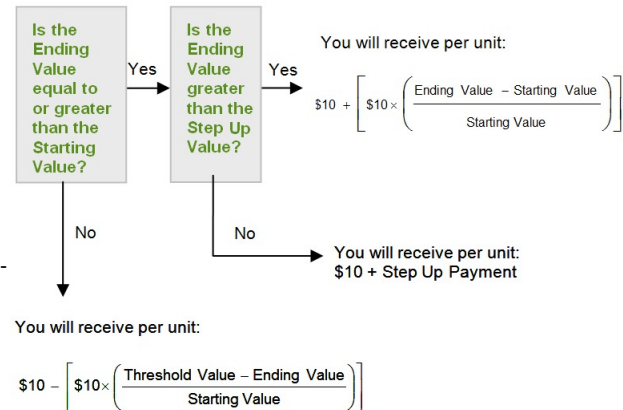 Is the
Ending
Value
equal to
or greater
than the
Starting
Value?
Yes
Is the
Ending
Value
greater
than the
Step Up
Value?
Yes
You will receive per unit:
$10 + [ $10 × ( Ending Value – Starting Value
Starting Value ) ]
No
No
You will receive per unit:
$10 + Step Up Payment
-
You will receive per unit:
$10 – [ $10× ( Threshold Value – Ending Value
Starting Value ) ]